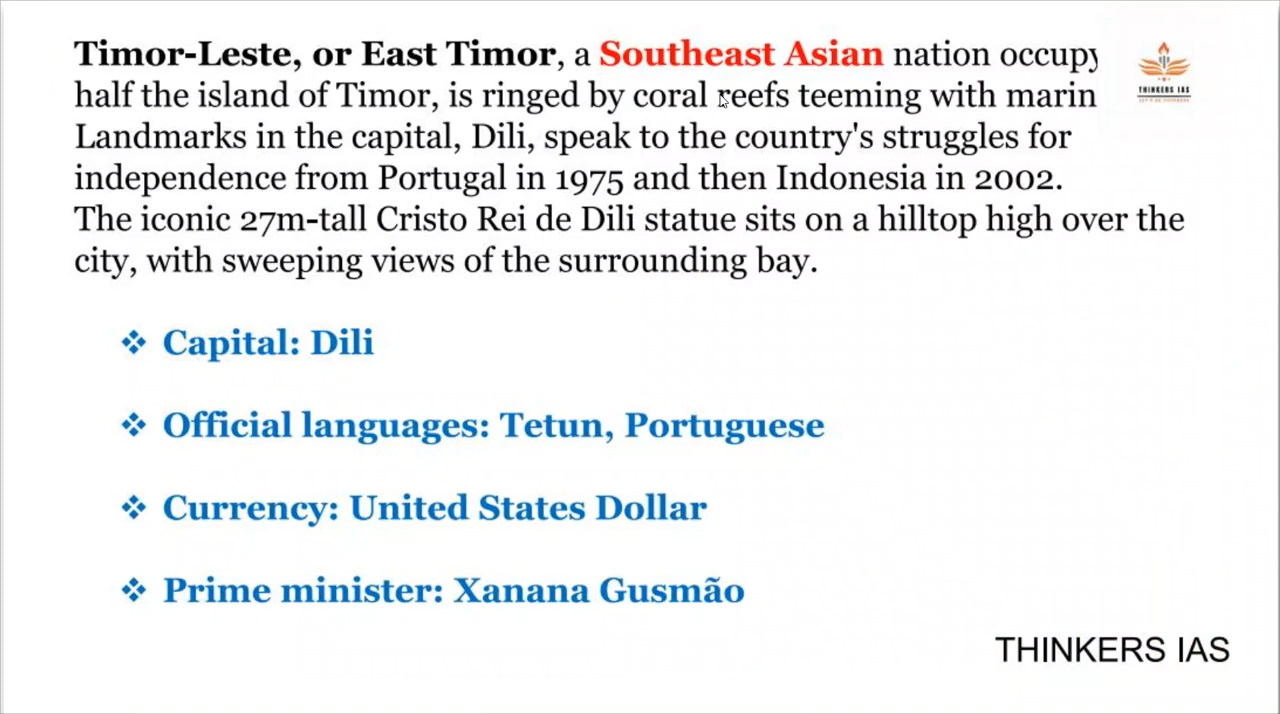 Timor-Leste, or East Timor, a Southeast Asian nation occupy
half the island of Timor, is ringed by coral reefs teeming with marin
Landmarks in the capital, Dili, speak to the country's struggles for
independence from Portugal in 1975 and then Indonesia in 2002.
The iconic 27m-tall Cristo Rei de Dili statue sits on a hilltop high over the
city, with sweeping views of the surrounding bay.
❖ Capital: Dili
❖ Official languages: Tetun, Portuguese
❖ Currency: United States Dollar
❖ Prime minister: Xanana Gusmão
THINKERS IAS
THINKERS IAS